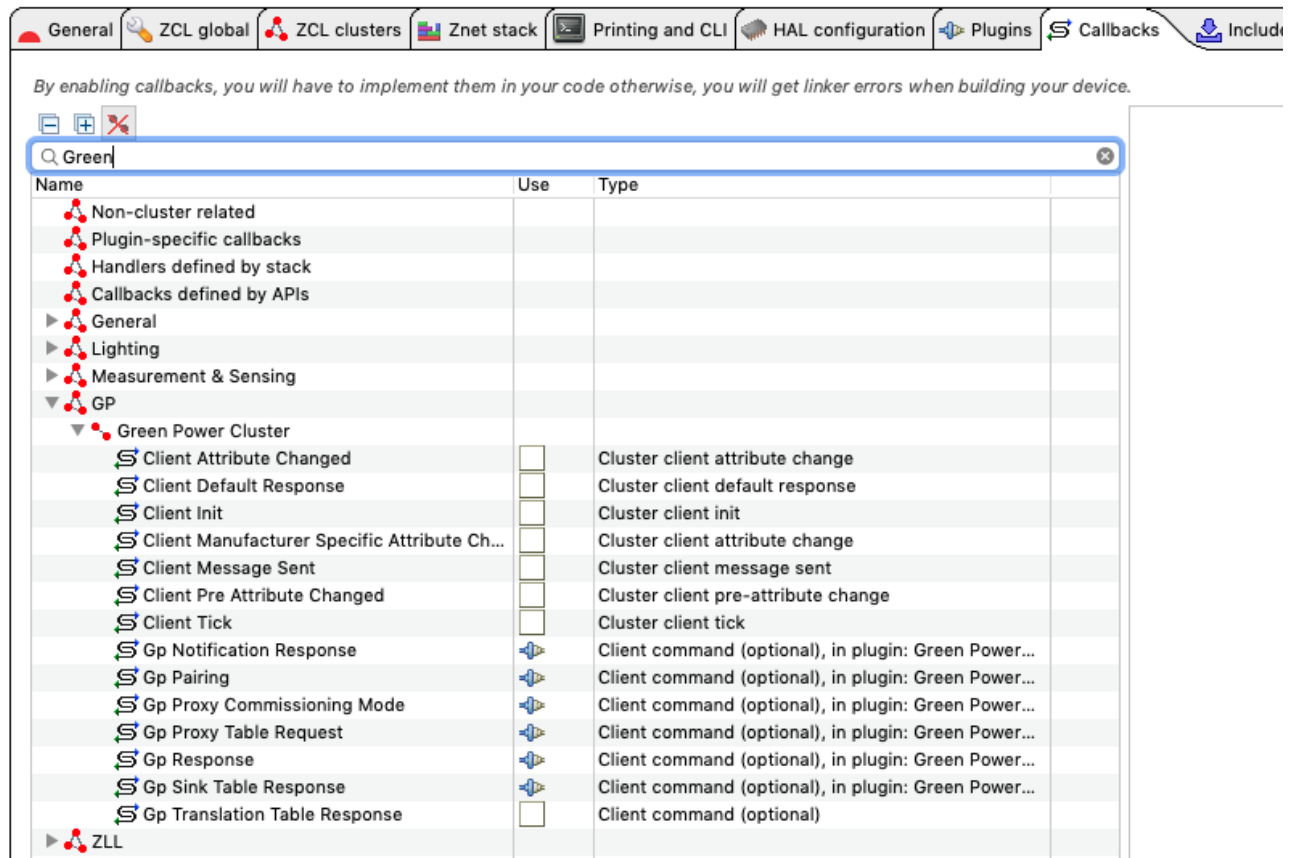 General ZCL global ZCL clusters Znet stack Printing and CLI HAL configuration Plugins Callbacks Include
By enabling callbacks, you will have to implement them in your code otherwise, you will get linker errors when building your device.
Green
Name Use Type
Non-cluster related
Plugin-specific callbacks
Handlers defined by stack
Callbacks defined by APIs
General
Lighting
Measurement & Sensing
GP
Green Power Cluster
Client Attribute Changed Cluster client attribute change
Client Default Response Cluster client default response
Client Init Cluster client init
Client Manufacturer Specific Attribute Ch... Cluster client attribute change
Client Message Sent Cluster client message sent
Client Pre Attribute Changed Cluster client pre-attribute change
Client Tick Cluster client tick
Gp Notification Response Client command (optional), in plugin: Green Power...
Gp Pairing Client command (optional), in plugin: Green Power...
Gp Proxy Commissioning Mode Client command (optional), in plugin: Green Power...
Gp Proxy Table Request Client command (optional), in plugin: Green Power...
Gp Response Client command (optional), in plugin: Green Power...
Gp Sink Table Response Client command (optional), in plugin: Green Power...
Gp Translation Table Response Client command (optional)
ZLL